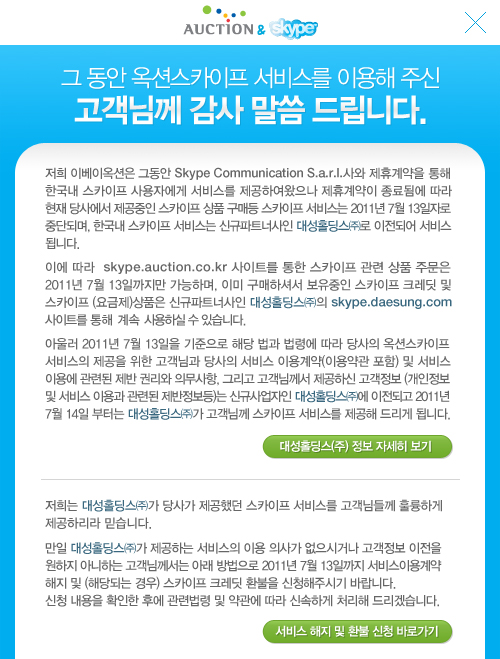 AUCTION & skype
그 동안 옥션스카이프 서비스를 이용해 주신
고객님께 감사 말씀 드립니다.
저희 이베이옥션은 그동안 Skype Communication S.a.r.l.사와 제휴계약을 통해
한국내 스카이프 사용자에게 서비스를 제공하여왔으나 제휴계약이 종료됨에 따라
현재 당사에서 제공중인 스카이프 상품 구매등 스카이프 서비스는 2011년 7월 13일자로
중단되며, 한국내 스카이프 서비스는 신규파트너사인 대성홀딩스㈜로 이전되어 서비스
됩니다.
이에 따라 skype.auction.co.kr 사이트를 통한 스카이프 관련 상품 주문은
2011년 7월 13일까지만 가능하며, 이미 구매하셔서 보유중인 스카이프 크레딧 및
스카이프 (요금제)상품은 신규파트너사인 대성홀딩스㈜의 skype.daesung.com
사이트를 통해 계속 사용하실 수 있습니다.
아울러 2011년 7월 13일을 기준으로 해당 법과 법령에 따라 당사의 옥션스카이프
서비스의 제공을 위한 고객님과 당사의 서비스 이용계약(이용약관 포함) 및 서비스
이용에 관련된 제반 권리와 의무사항, 그리고 고객님께서 제공하신 고객정보 (개인정보
및 서비스 이용과 관련된 제반정보등)는 신규사업자인 대성홀딩스㈜에 이전되고 2011년
7월 14일 부터는 대성홀딩스㈜가 고객님께 스카이프 서비스를 제공해 드리게 됩니다.
대성홀딩스(주) 정보 자세히 보기
저희는 대성홀딩스㈜가 당사가 제공했던 스카이프 서비스를 고객님들께 훌륭하게
제공하리라 믿습니다.
만일 대성홀딩스㈜가 제공하는 서비스의 이용 의사가 없으시거나 고객정보 이전을
원하지 아니하는 고객님께서는 아래 방법으로 2011년 7월 13일까지 서비스이용계약
해지 및 (해당되는 경우) 스카이프 크레딧 환불을 신청해주시기 바랍니다.
신청 내용을 확인한 후에 관련법령 및 약관에 따라 신속하게 처리해 드리겠습니다.
서비스 해지 및 환불 신청 바로가기